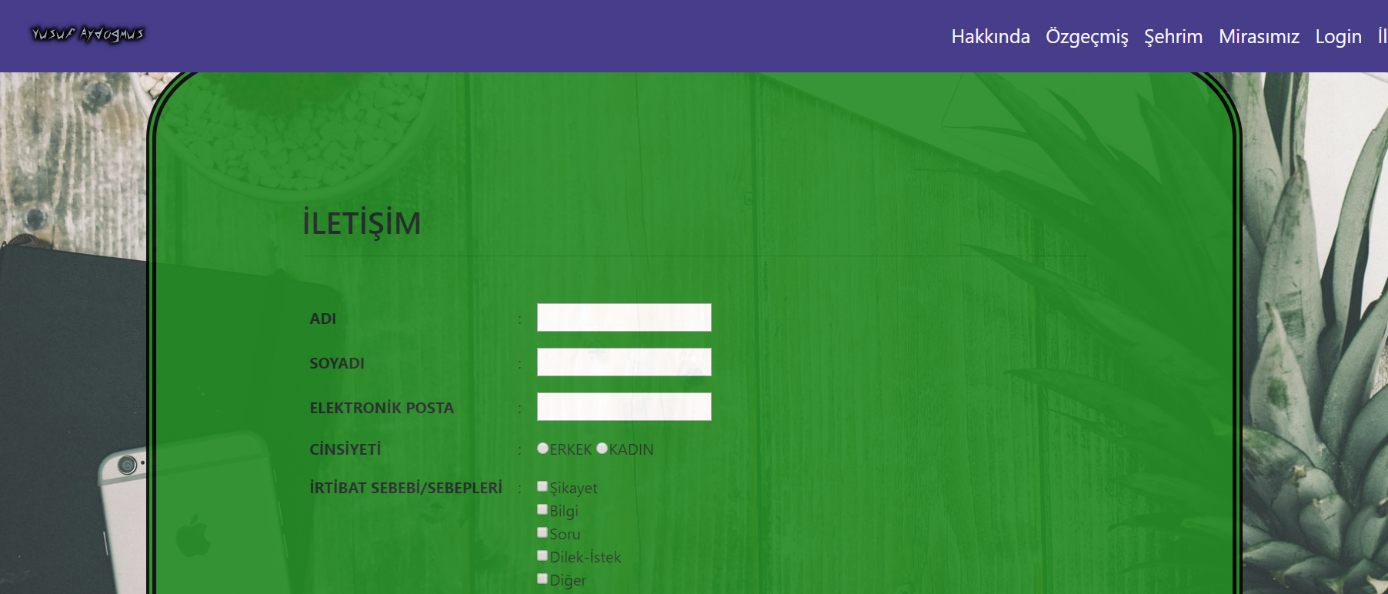 Yusuf Aydogmus
Hakkında Özgeçmiş Şehrim Mirasımız Login İl
İLETİŞİM
ADI :
SOYADI :
ELEKTRONİK POSTA :
CİNSİYETİ : ERKEK KADIN
İRTİBAT SEBEBİ/SEBEPLERİ : Şikayet
Bilgi
Soru
Dilek-İstek
Diğer